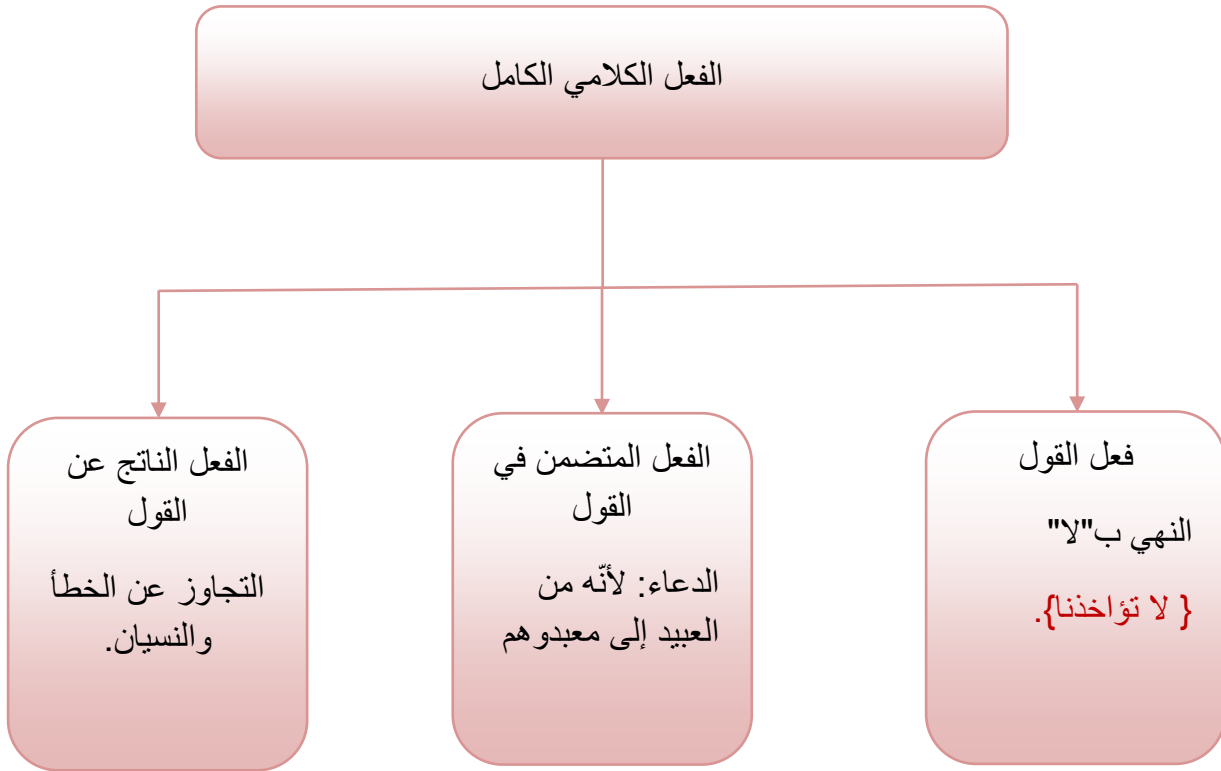 الفعل الكلامي الكامل
فعل القول
النهي ب"لا"
{ لا تؤاخذنا}.
الفعل المتضمن في
القول
الدعاء: لأنّه من
العبيد إلى معبدوهم
الفعل الناتج عن
القول
التجاوز عن الخطأ
والنسيان.